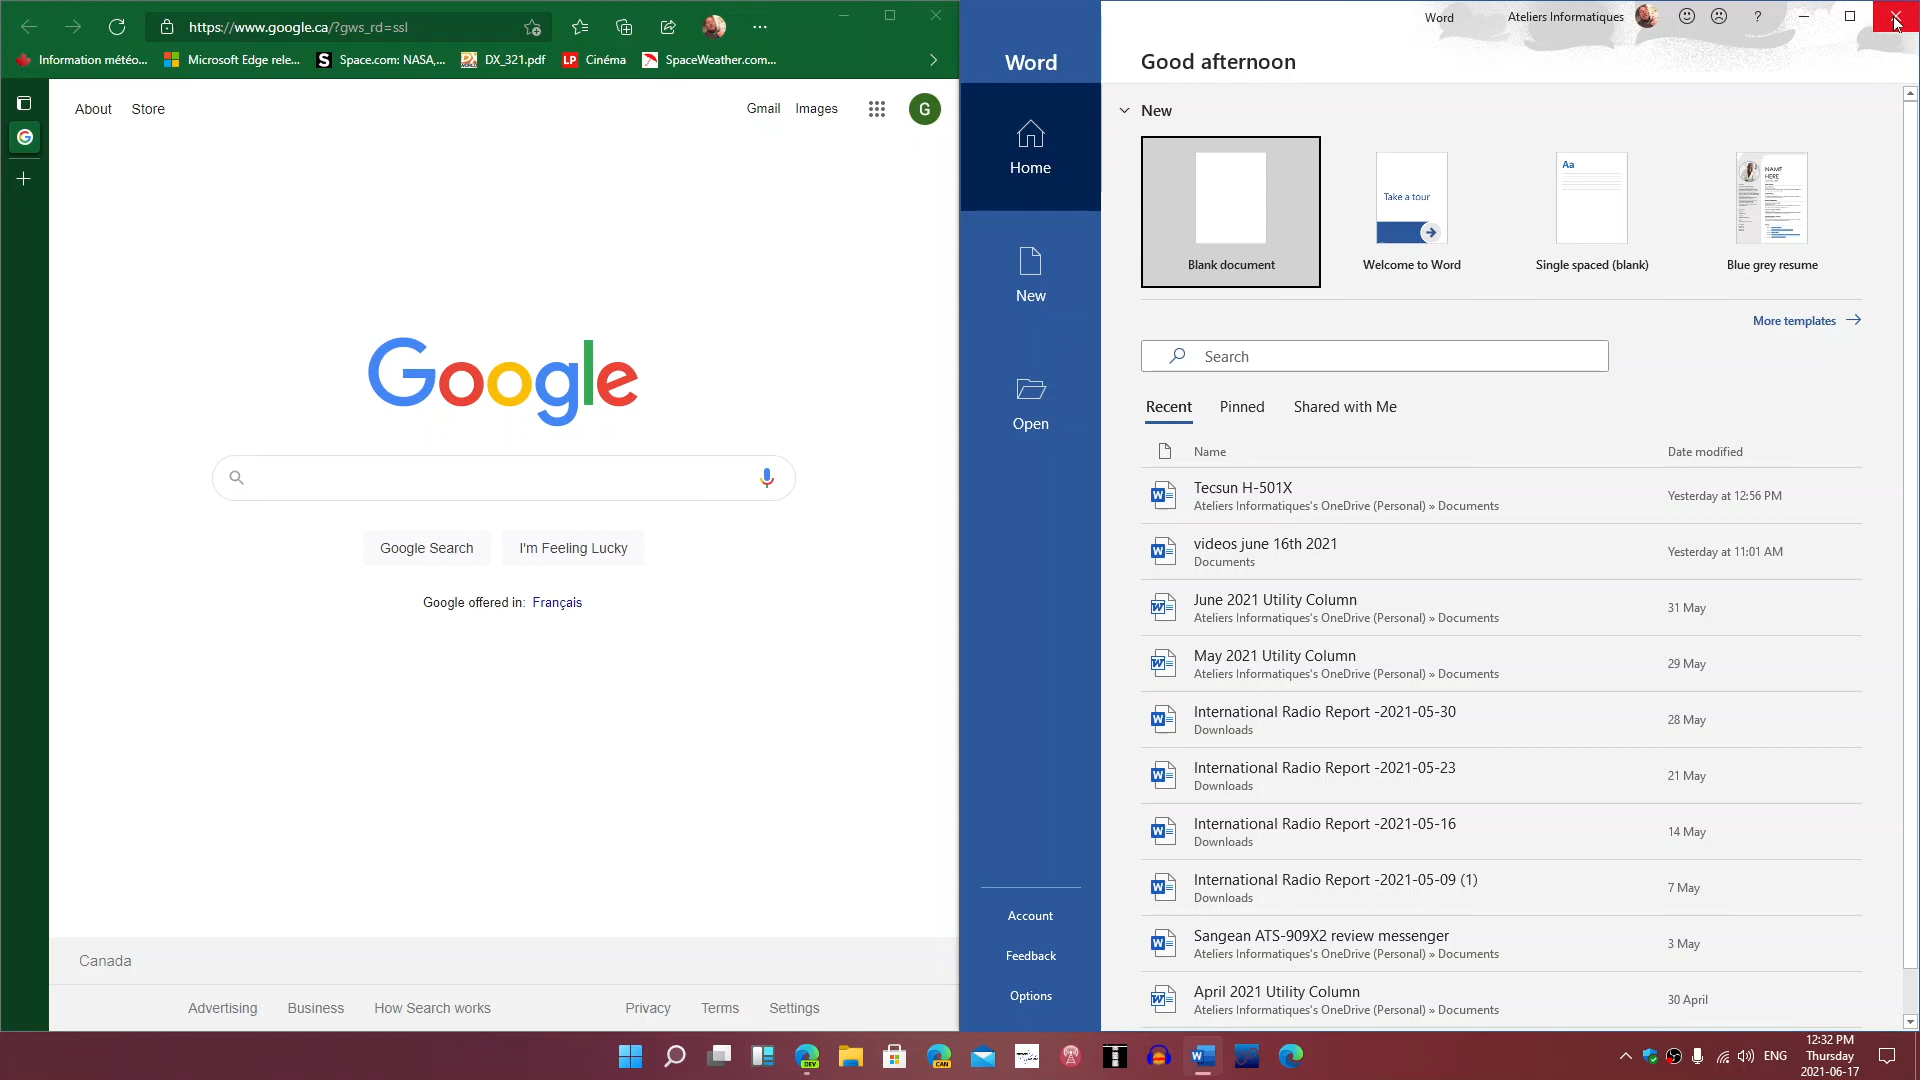 https://www.google.ca/?gws_rd=ssl
Information météo...
Microsoft Edge rele...
S
Space.com: NASA,...
DX_321.pdf
LP
Cinéma
SpaceWeather.com...
About
Store
Gmail
Images
G
Google
Google Search
I'm Feeling Lucky
Google offered in: Français
Canada
Advertising
Business
How Search works
Privacy
Terms
Settings
Word
Home
New
Open
Account
Feedback
Options
Word
Ateliers Informatiques
?
Good afternoon
New
Blank document
Take a tour
Welcome to Word
Aa
Single spaced (blank)
NAME
HERE
Blue grey resume
More templates
Search
Recent
Pinned
Shared with Me
Name
Date modified
Tecsun H-501X
Ateliers Informatiques's OneDrive (Personal) » Documents
Yesterday at 12:56 PM
videos june 16th 2021
Documents
Yesterday at 11:01 AM
June 2021 Utility Column
Ateliers Informatiques's OneDrive (Personal) » Documents
31 May
May 2021 Utility Column
Ateliers Informatiques's OneDrive (Personal) » Documents
29 May
International Radio Report -2021-05-30
Downloads
28 May
International Radio Report -2021-05-23
Downloads
21 May
International Radio Report -2021-05-16
Downloads
14 May
International Radio Report -2021-05-09 (1)
Downloads
7 May
Sangean ATS-909X2 review messenger
Ateliers Informatiques's OneDrive (Personal) » Documents
3 May
April 2021 Utility Column
Ateliers Informatiques's OneDrive (Personal) » Documents
30 April
DEV
CAN
ENG
12:32 PM
Thursday
2021-06-17